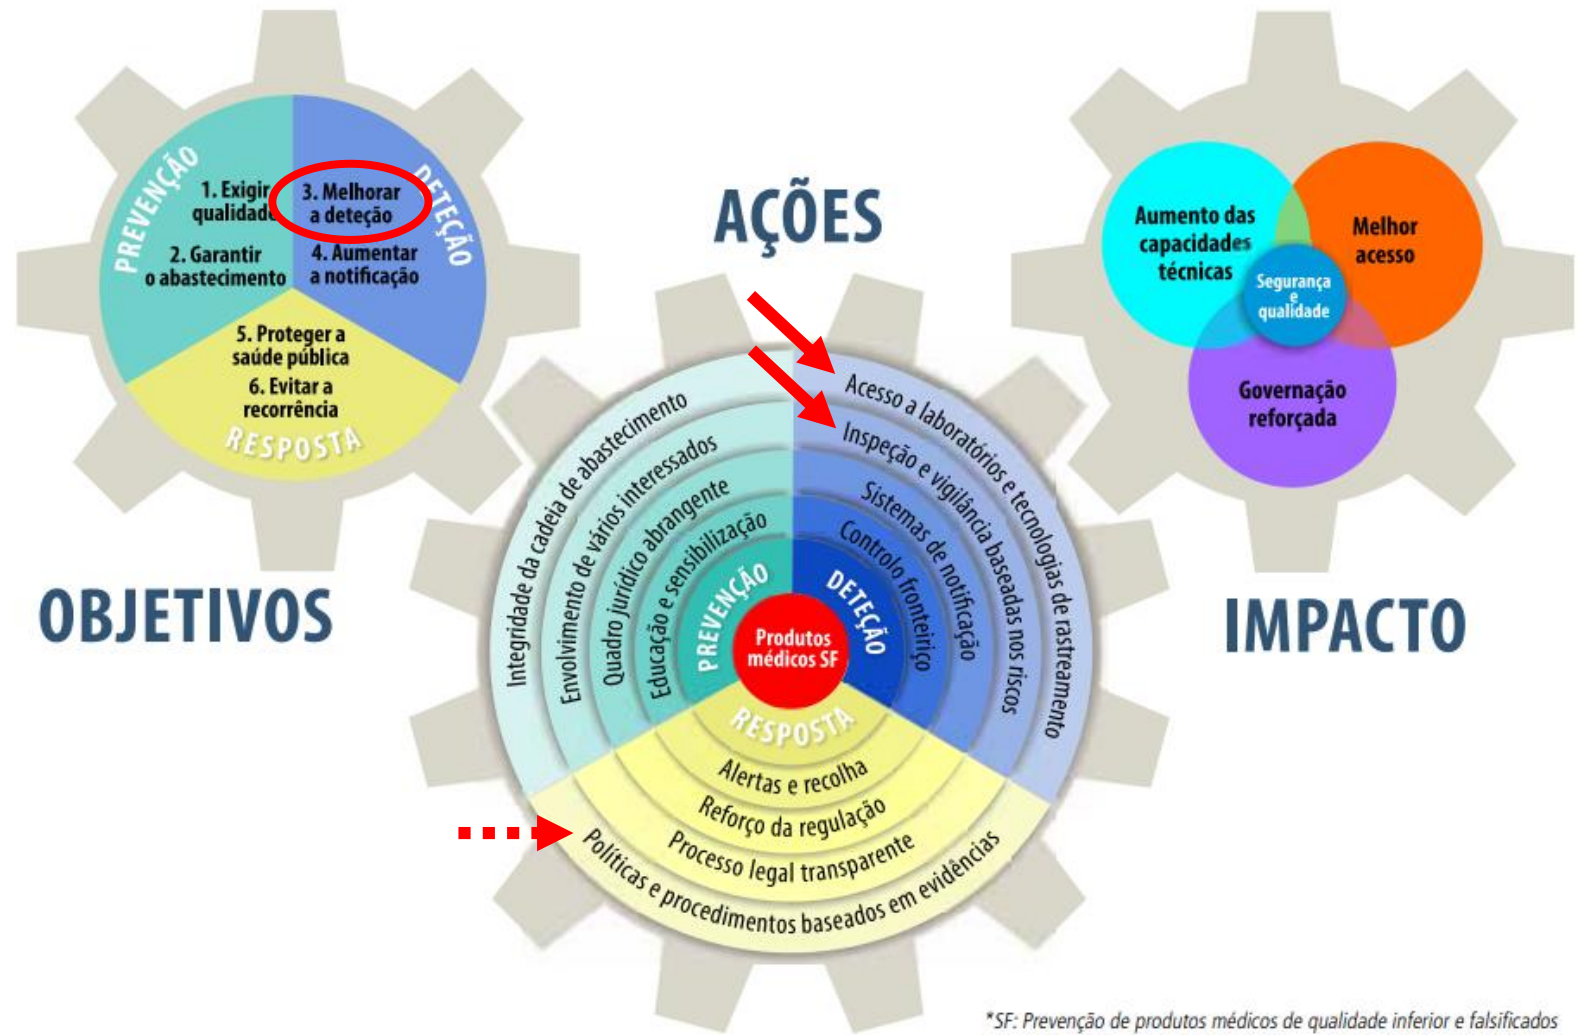 PREVENÇÃO
1. Exigir
qualidade
2. Garantir
o abastecimento
DETEÇÃO
3. Melhorar
a deteção
4. Aumentar
a notificação
5. Proteger a
saúde pública
6. Evitar a
recorrência
RESPOSTA
OBJETIVOS
AÇÕES
Integridade da cadeia de abastecimento
Envolvimento de vários interessados
Quadro jurídico abrangente
Educação e sensibilização
PREVENÇÃO
Acesso a laboratórios e tecnologias de rastreamento
Inspeção e vigilância baseadas nos riscos
Sistemas de notificação
Controlo fronteiriço
DETEÇÃO
Produtos
médicos SF
RESPOSTA
Alertas e recolha
Reforço da regulação
Processo legal transparente
Políticas e procedimentos baseados em evidências
Aumento das
capacidades
técnicas
Melhor
acesso
Segurança
e
qualidade
Governação
reforçada
IMPACTO
*SF: Prevenção de produtos médicos de qualidade inferior e falsificados